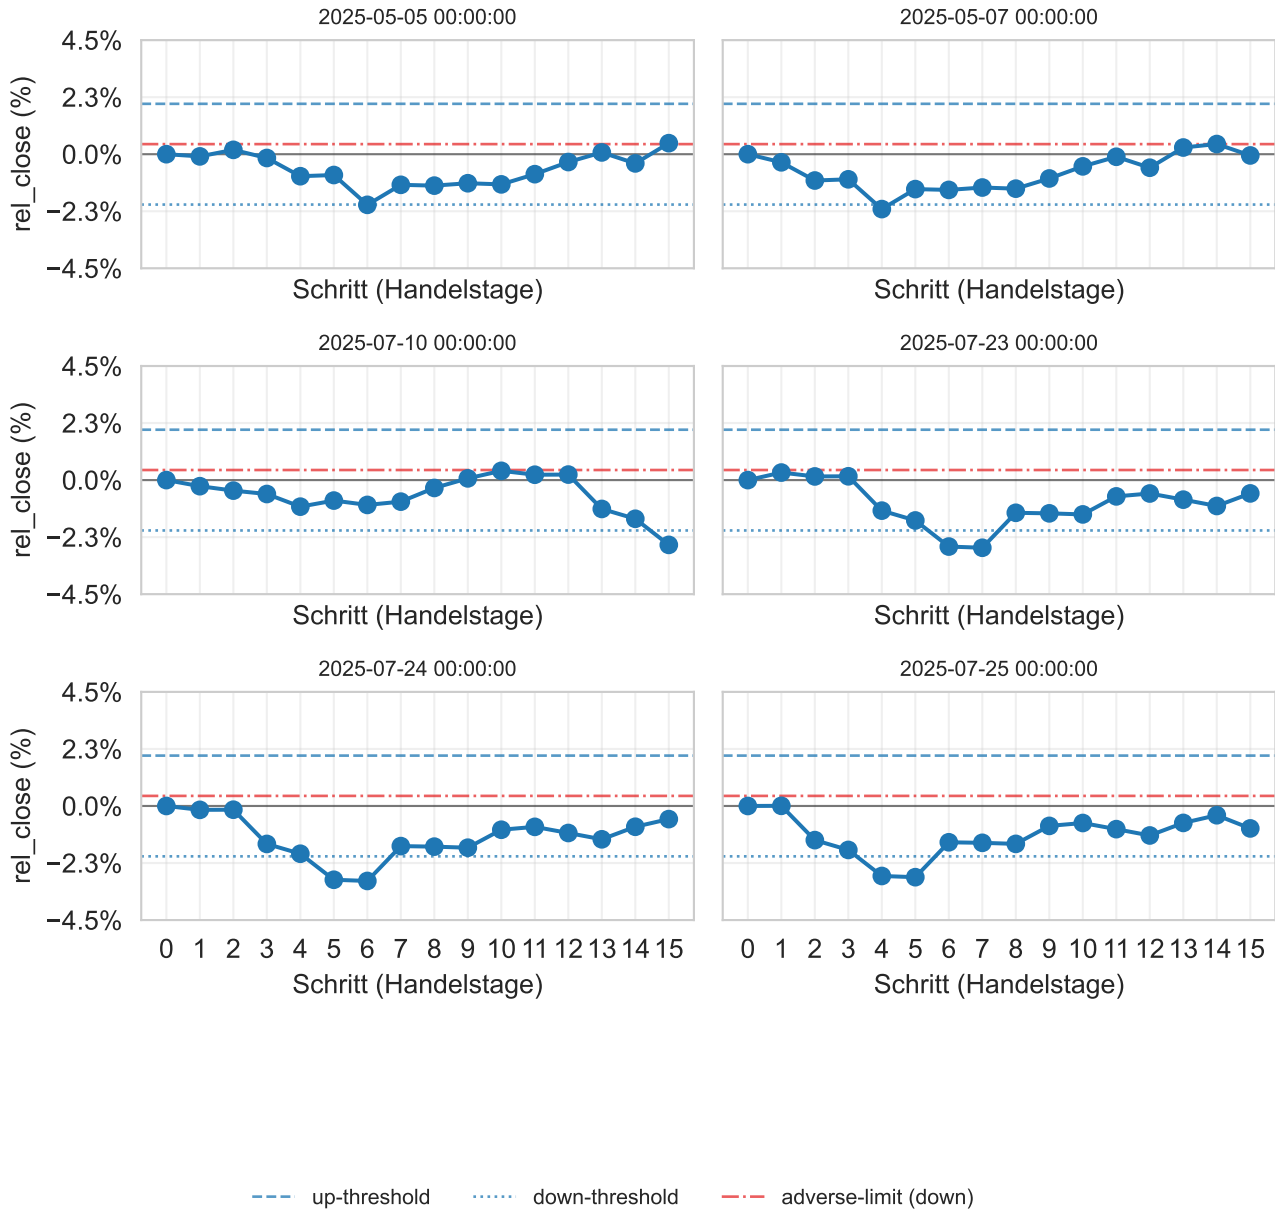 2025-05-05 00:00:00
2025-05-07 00:00:00
4.5%
2.3%
0.0%
−2.3%
−4.5%
rel_close (%)
Schritt (Handelstage)
Schritt (Handelstage)
2025-07-10 00:00:00
2025-07-23 00:00:00
4.5%
2.3%
0.0%
−2.3%
−4.5%
rel_close (%)
Schritt (Handelstage)
Schritt (Handelstage)
2025-07-24 00:00:00
2025-07-25 00:00:00
4.5%
2.3%
0.0%
−2.3%
−4.5%
rel_close (%)
0 1 2 3 4 5 6 7 8 9 10 11 12 13 14 15
0 1 2 3 4 5 6 7 8 9 10 11 12 13 14 15
Schritt (Handelstage)
Schritt (Handelstage)
up-threshold down-threshold adverse-limit (down)